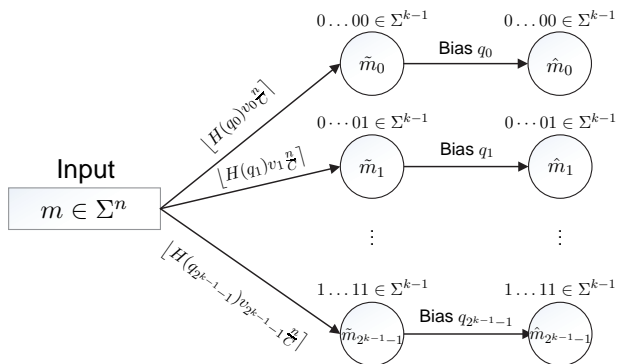 0...00 ∈ Σ^{k-1} 0...00 ∈ Σ^{k-1}
m̃_0 Bias q_0 m̂_0
⌊H(q_0)v_0 n/C⌉
0...01 ∈ Σ^{k-1} 0...01 ∈ Σ^{k-1}
m̃_1 Bias q_1 m̂_1
⌊H(q_1)v_1 n/C⌉
Input
m ∈ Σ^n
⋮ ⋮
⌊H(q_{2^{k-1}-1})v_{2^{k-1}-1} n/C⌉
1...11 ∈ Σ^{k-1} 1...11 ∈ Σ^{k-1}
m̃_{2^{k-1}-1} Bias q_{2^{k-1}-1} m̂_{2^{k-1}-1}